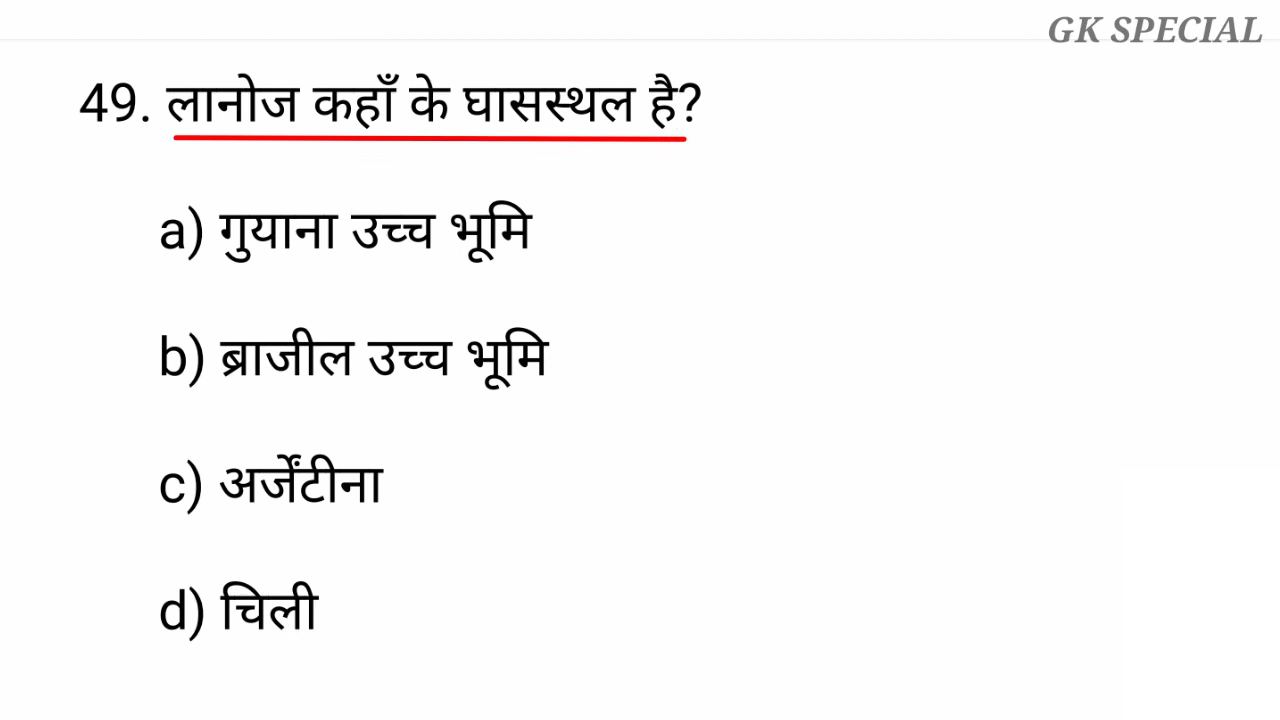 GK SPECIAL
49. लानोज कहाँ के घासस्थल है?
a) गुयाना उच्च भूमि
b) ब्राजील उच्च भूमि
c) अर्जेंटीना
d) चिली